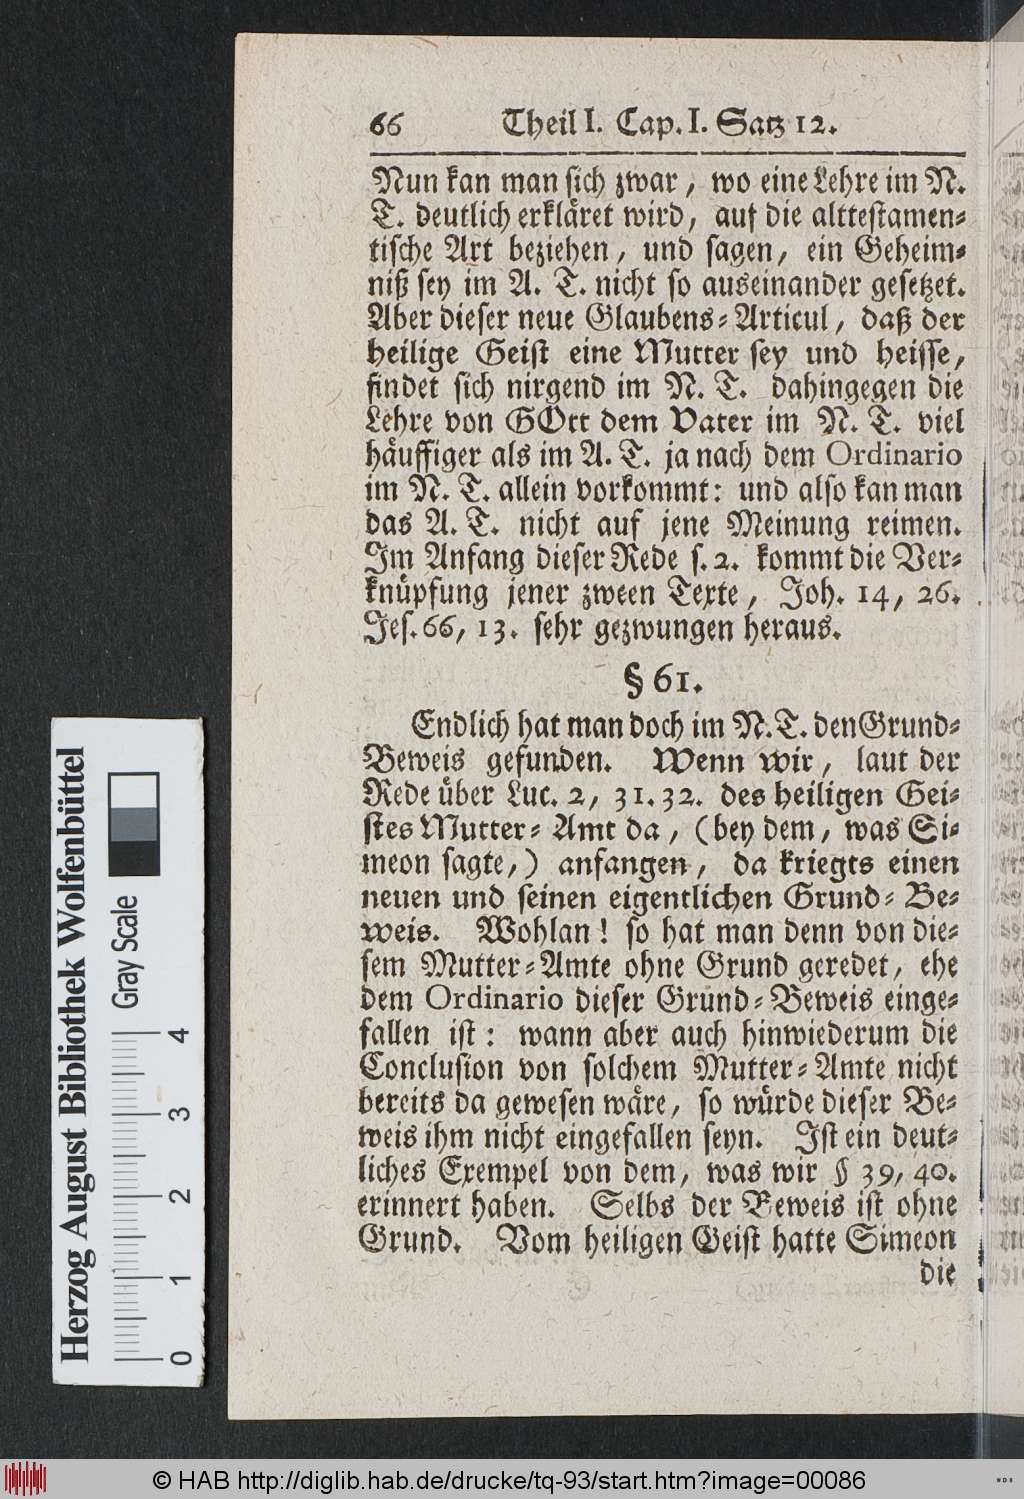 66 Theil I. Cap. I. Satz 12.
Nun kan man sich zwar, wo eine Lehre im N.
T. deutlich erkläret wird, auf die alttestamen-
tische Art beziehen, und sagen, ein Geheim-
niß sey im A. T. nicht so auseinander gesetzet.
Aber dieser neue Glaubens-Articul, daß der
heilige Geist eine Mutter sey und heisse,
findet sich nirgend im N. T. dahingegen die
Lehre von GOtt dem Vater im N. T. viel
häuffiger als im A. T. ja nach dem Ordinario
im N. T. allein vorkommt: und also kan man
das A. T. nicht auf jene Meinung reimen.
Im Anfang dieser Rede s. 2. kommt die Ver-
knüpfung jener zween Texte, Joh. 14, 26.
Jes. 66, 13. sehr gezwungen heraus.
§ 61.
Endlich hat man doch im N. T. den Grund-
Beweis gefunden. Wenn wir, laut der
Rede über Luc. 2, 31. 32. des heiligen Gei-
stes Mutter-Amt da, (bey dem, was Si-
meon sagte,) anfangen, da kriegts einen
neuen und seinen eigentlichen Grund-Be-
weis. Wohlan! so hat man denn von die-
sem Mutter-Amte ohne Grund geredet, ehe
dem Ordinario dieser Grund-Beweis einge-
fallen ist: wann aber auch hinwiederum die
Conclusion von solchem Mutter-Amte nicht
bereits da gewesen wäre, so würde dieser Be-
weis ihm nicht eingefallen seyn. Ist ein deut-
liches Exempel von dem, was wir § 39, 40.
erinnert haben. Selbs der Beweis ist ohne
Grund. Vom heiligen Geist hatte Simeon
die
Herzog August Bibliothek Wolfenbüttel
Gray Scale
0 1 2 3 4
© HAB http://diglib.hab.de/drucke/tq-93/start.htm?image=00086